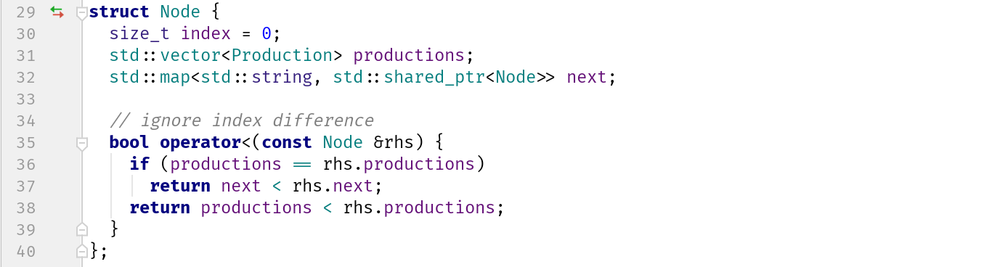 29 struct Node {
30   size_t index = 0;
31   std::vector<Production> productions;
32   std::map<std::string, std::shared_ptr<Node>> next;
33
34   // ignore index difference
35   bool operator<(const Node &rhs) {
36     if (productions == rhs.productions)
37       return next < rhs.next;
38     return productions < rhs.productions;
39   }
40 };